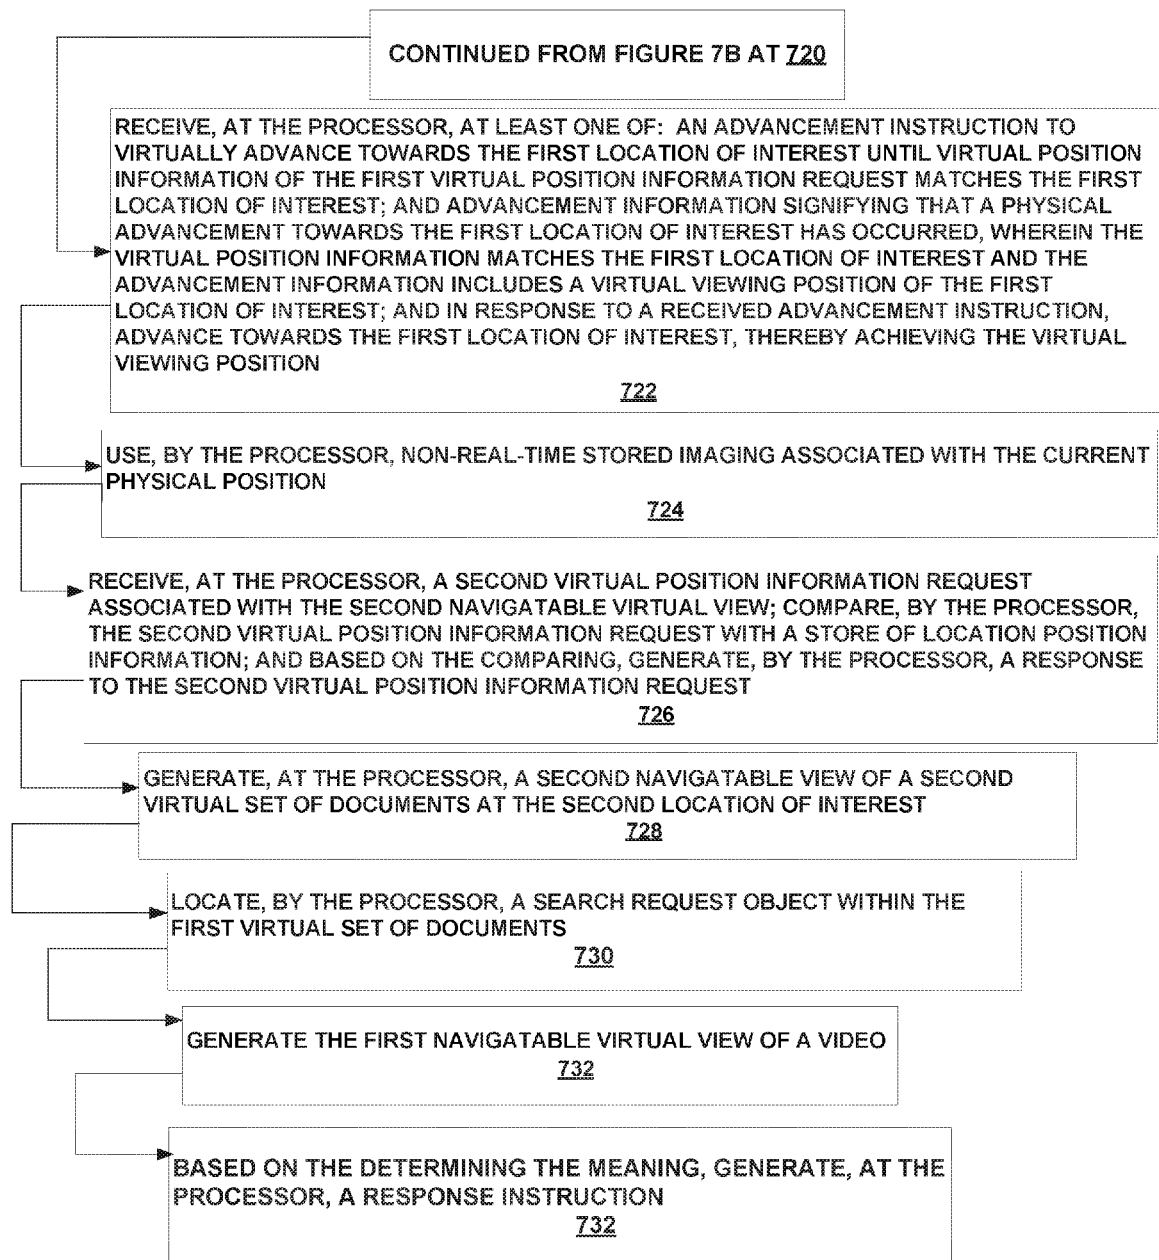 CONTINUED FROM FIGURE 7B AT 720
RECEIVE, AT THE PROCESSOR, AT LEAST ONE OF: AN ADVANCEMENT INSTRUCTION TO
VIRTUALLY ADVANCE TOWARDS THE FIRST LOCATION OF INTEREST UNTIL VIRTUAL POSITION
INFORMATION OF THE FIRST VIRTUAL POSITION INFORMATION REQUEST MATCHES THE FIRST
LOCATION OF INTEREST; AND ADVANCEMENT INFORMATION SIGNIFYING THAT A PHYSICAL
ADVANCEMENT TOWARDS THE FIRST LOCATION OF INTEREST HAS OCCURRED, WHEREIN THE
VIRTUAL POSITION INFORMATION MATCHES THE FIRST LOCATION OF INTEREST AND THE
ADVANCEMENT INFORMATION INCLUDES A VIRTUAL VIEWING POSITION OF THE FIRST
LOCATION OF INTEREST; AND IN RESPONSE TO A RECEIVED ADVANCEMENT INSTRUCTION,
ADVANCE TOWARDS THE FIRST LOCATION OF INTEREST, THEREBY ACHIEVING THE VIRTUAL
VIEWING POSITION
722
USE, BY THE PROCESSOR, NON-REAL-TIME STORED IMAGING ASSOCIATED WITH THE CURRENT
PHYSICAL POSITION
724
RECEIVE, AT THE PROCESSOR, A SECOND VIRTUAL POSITION INFORMATION REQUEST
ASSOCIATED WITH THE SECOND NAVIGATABLE VIRTUAL VIEW; COMPARE, BY THE PROCESSOR,
THE SECOND VIRTUAL POSITION INFORMATION REQUEST WITH A STORE OF LOCATION POSITION
INFORMATION; AND BASED ON THE COMPARING, GENERATE, BY THE PROCESSOR, A RESPONSE
TO THE SECOND VIRTUAL POSITION INFORMATION REQUEST
726
GENERATE, AT THE PROCESSOR, A SECOND NAVIGATABLE VIEW OF A SECOND
VIRTUAL SET OF DOCUMENTS AT THE SECOND LOCATION OF INTEREST
728
LOCATE, BY THE PROCESSOR, A SEARCH REQUEST OBJECT WITHIN THE
FIRST VIRTUAL SET OF DOCUMENTS
730
GENERATE THE FIRST NAVIGATABLE VIRTUAL VIEW OF A VIDEO
732
BASED ON THE DETERMINING THE MEANING, GENERATE, AT THE
PROCESSOR, A RESPONSE INSTRUCTION
732